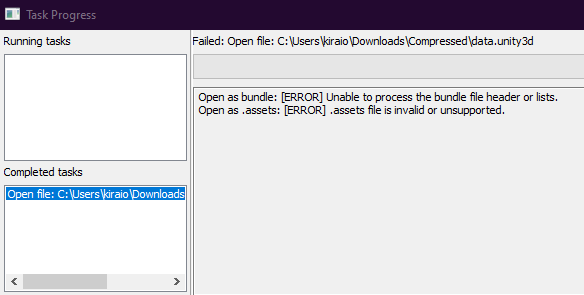 Task Progress
Running tasks
Failed: Open file: C:\Users\kiraio\Downloads\Compressed\data.unity3d
Open as bundle: [ERROR] Unable to process the bundle file header or lists.
Open as .assets: [ERROR] .assets file is invalid or unsupported.
Completed tasks
Open file: C:\Users\kiraio\Downloads